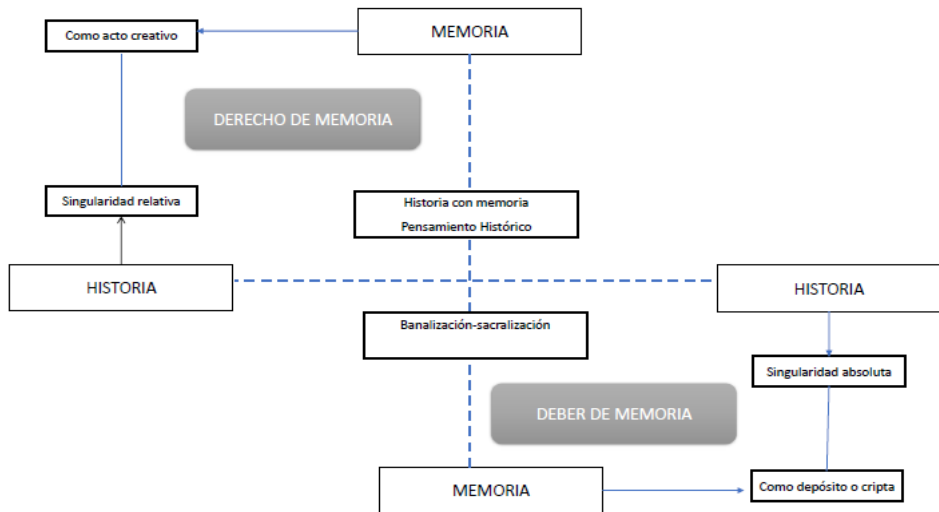 Como acto creativo
MEMORIA
DERECHO DE MEMORIA
Singularidad relativa
Historia con memoria
Pensamiento Histórico
HISTORIA
HISTORIA
Banalización-sacralización
Singularidad absoluta
DEBER DE MEMORIA
MEMORIA
Como depósito o cripta